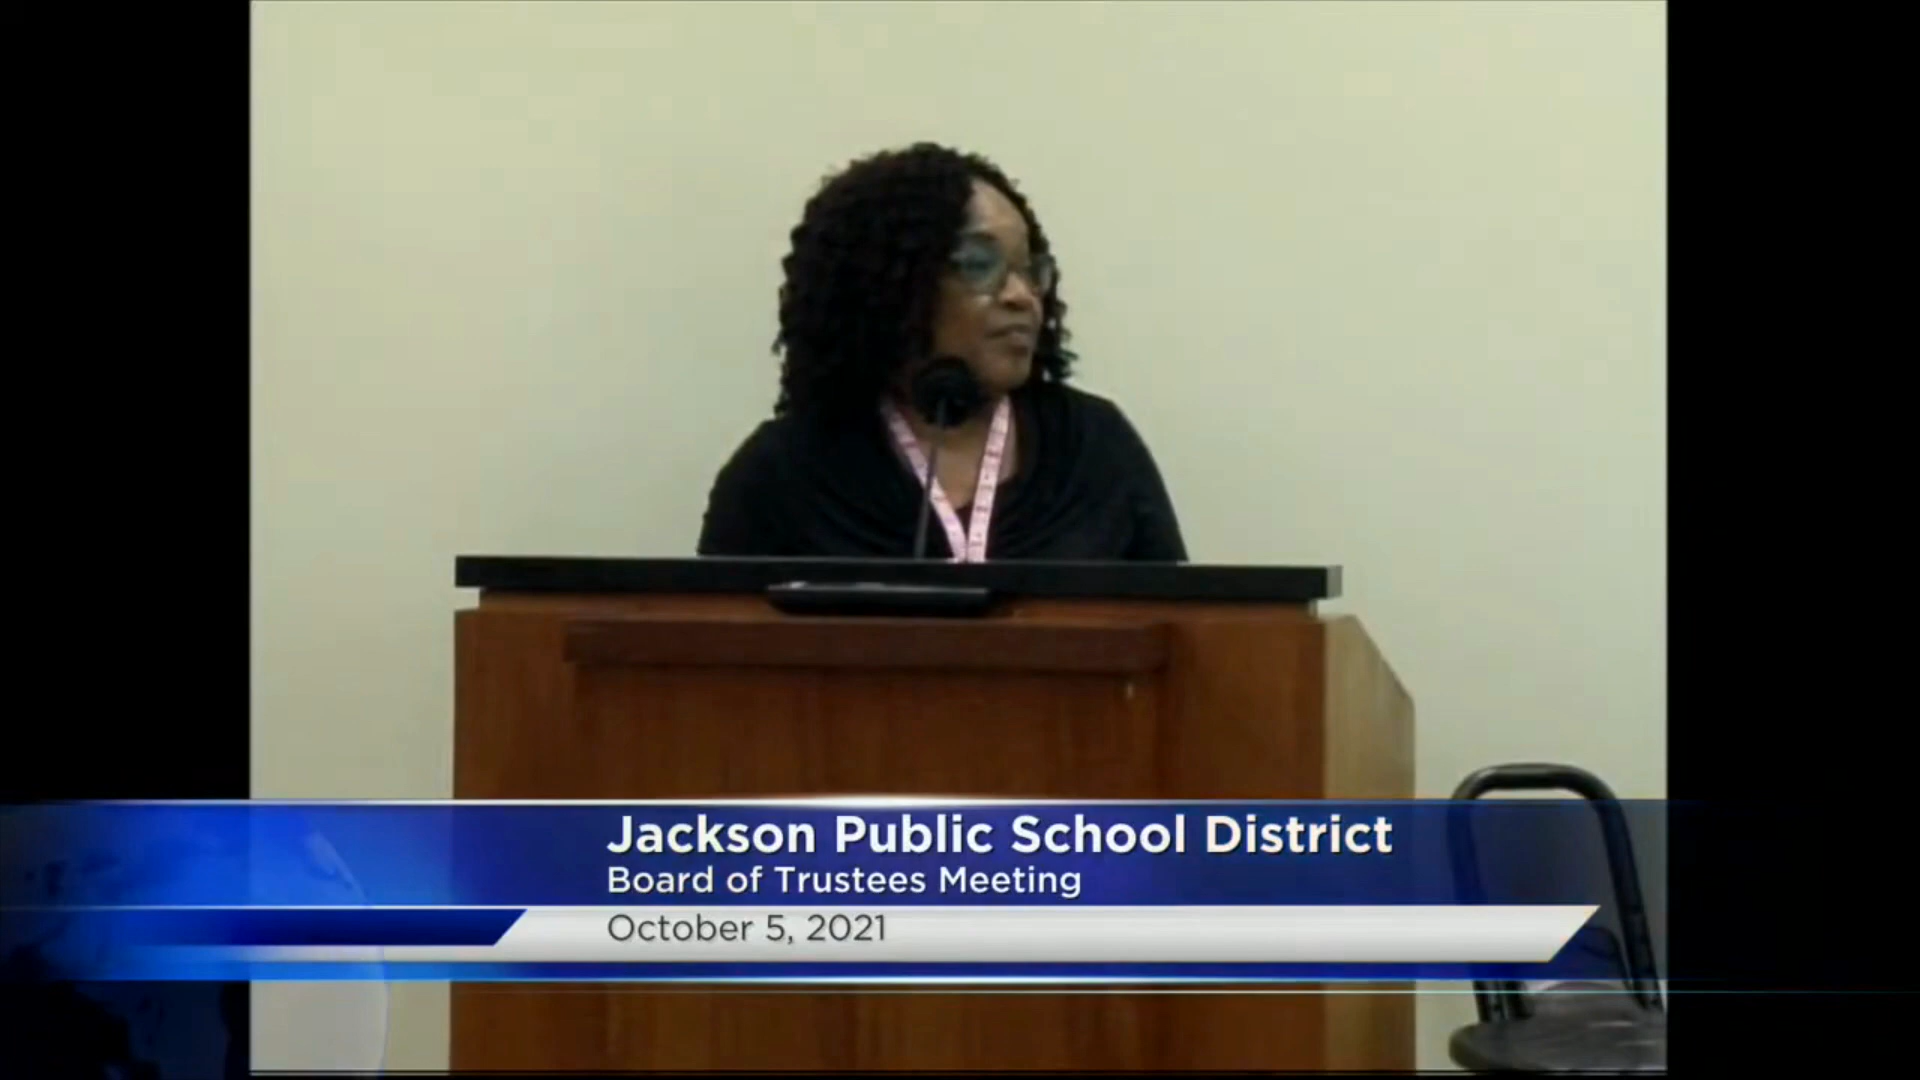 Jackson Public School District
Board of Trustees Meeting
October 5, 2021